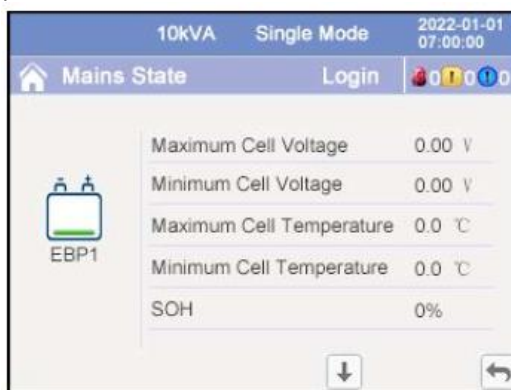 10kVA Single Mode 2022-01-01
07:00:00
Mains State Login 0 0 0
Maximum Cell Voltage 0.00 V
Minimum Cell Voltage 0.00 V
Maximum Cell Temperature 0.0 ℃
EBP1
Minimum Cell Temperature 0.0 ℃
SOH 0%